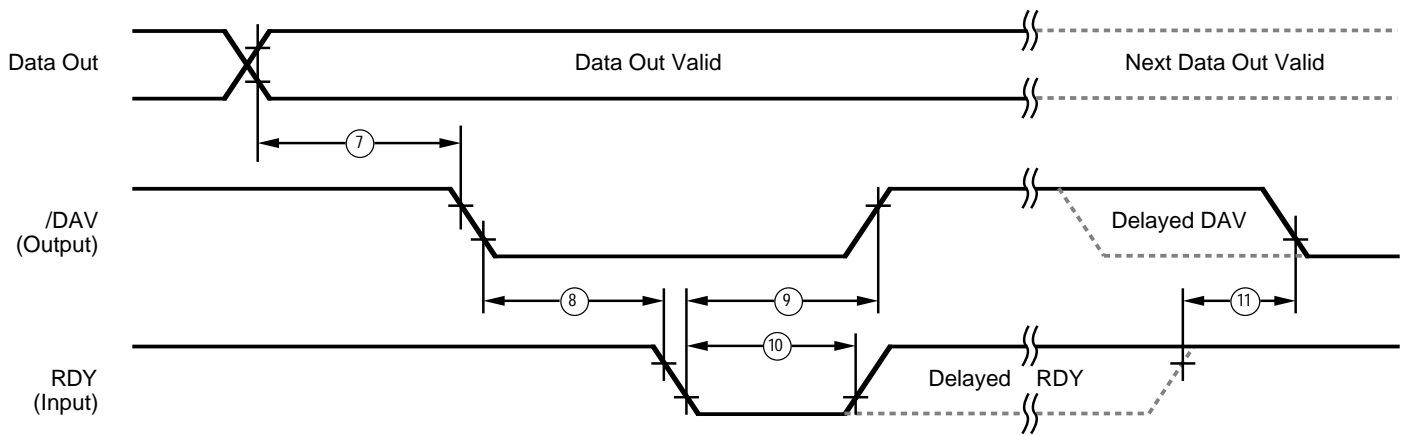 Data Out
Data Out Valid
Next Data Out Valid
7
/DAV
(Output)
Delayed DAV
8
9
11
10
RDY
(Input)
Delayed RDY